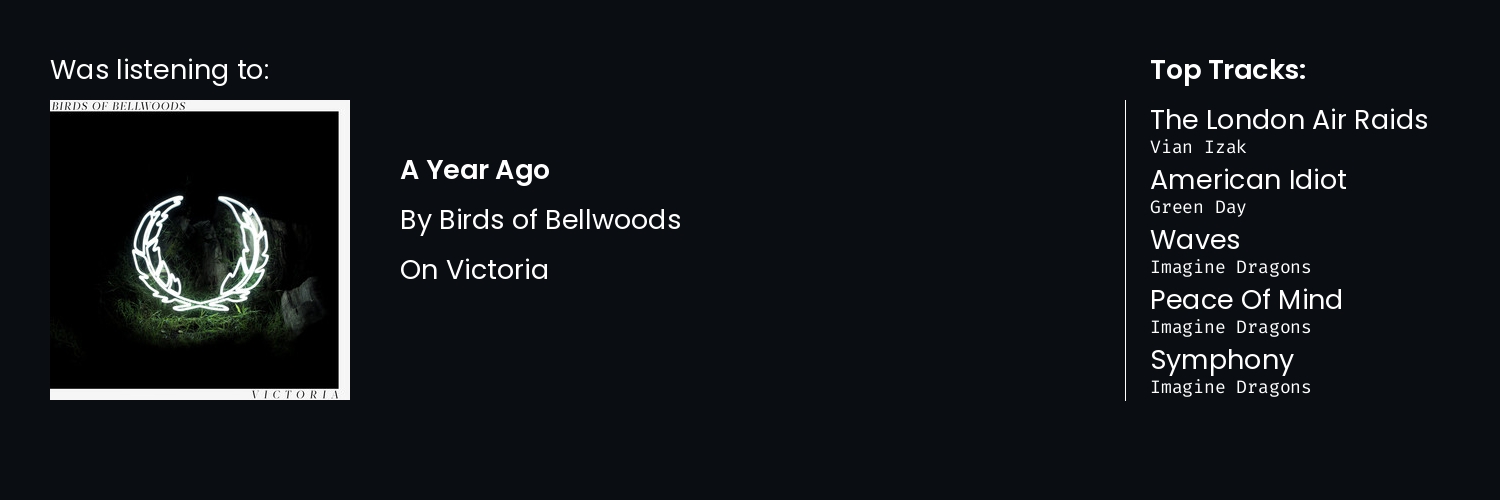 Was listening to:
BIRDS OF BELLWOODS
VICTORIA
A Year Ago
By Birds of Bellwoods
On Victoria
Top Tracks:
The London Air Raids
Vian Izak
American Idiot
Green Day
Waves
Imagine Dragons
Peace Of Mind
Imagine Dragons
Symphony
Imagine Dragons